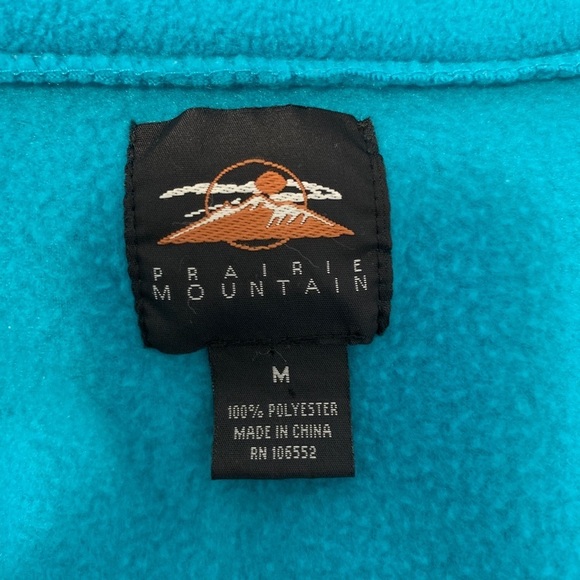 PRAIRIE
MOUNTAIN
M
100% POLYESTER
MADE IN CHINA
RN 106552